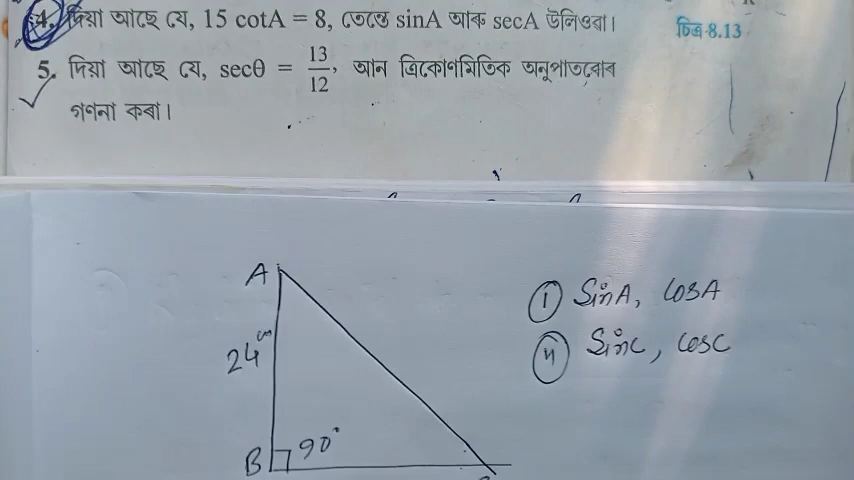 4. দিয়া আছে যে, 15 cotA = 8, তেন্তে sinA আৰু secA উলিওৱা।
চিত্ৰ 8.13
5. দিয়া আছে যে, secθ = 13/12, আন ত্ৰিকোণমিতিক অনুপাতবোৰ
গণনা কৰা।
A
(i) SinA, CosA
24 cm
(ii) SinC, cosC
90°
B